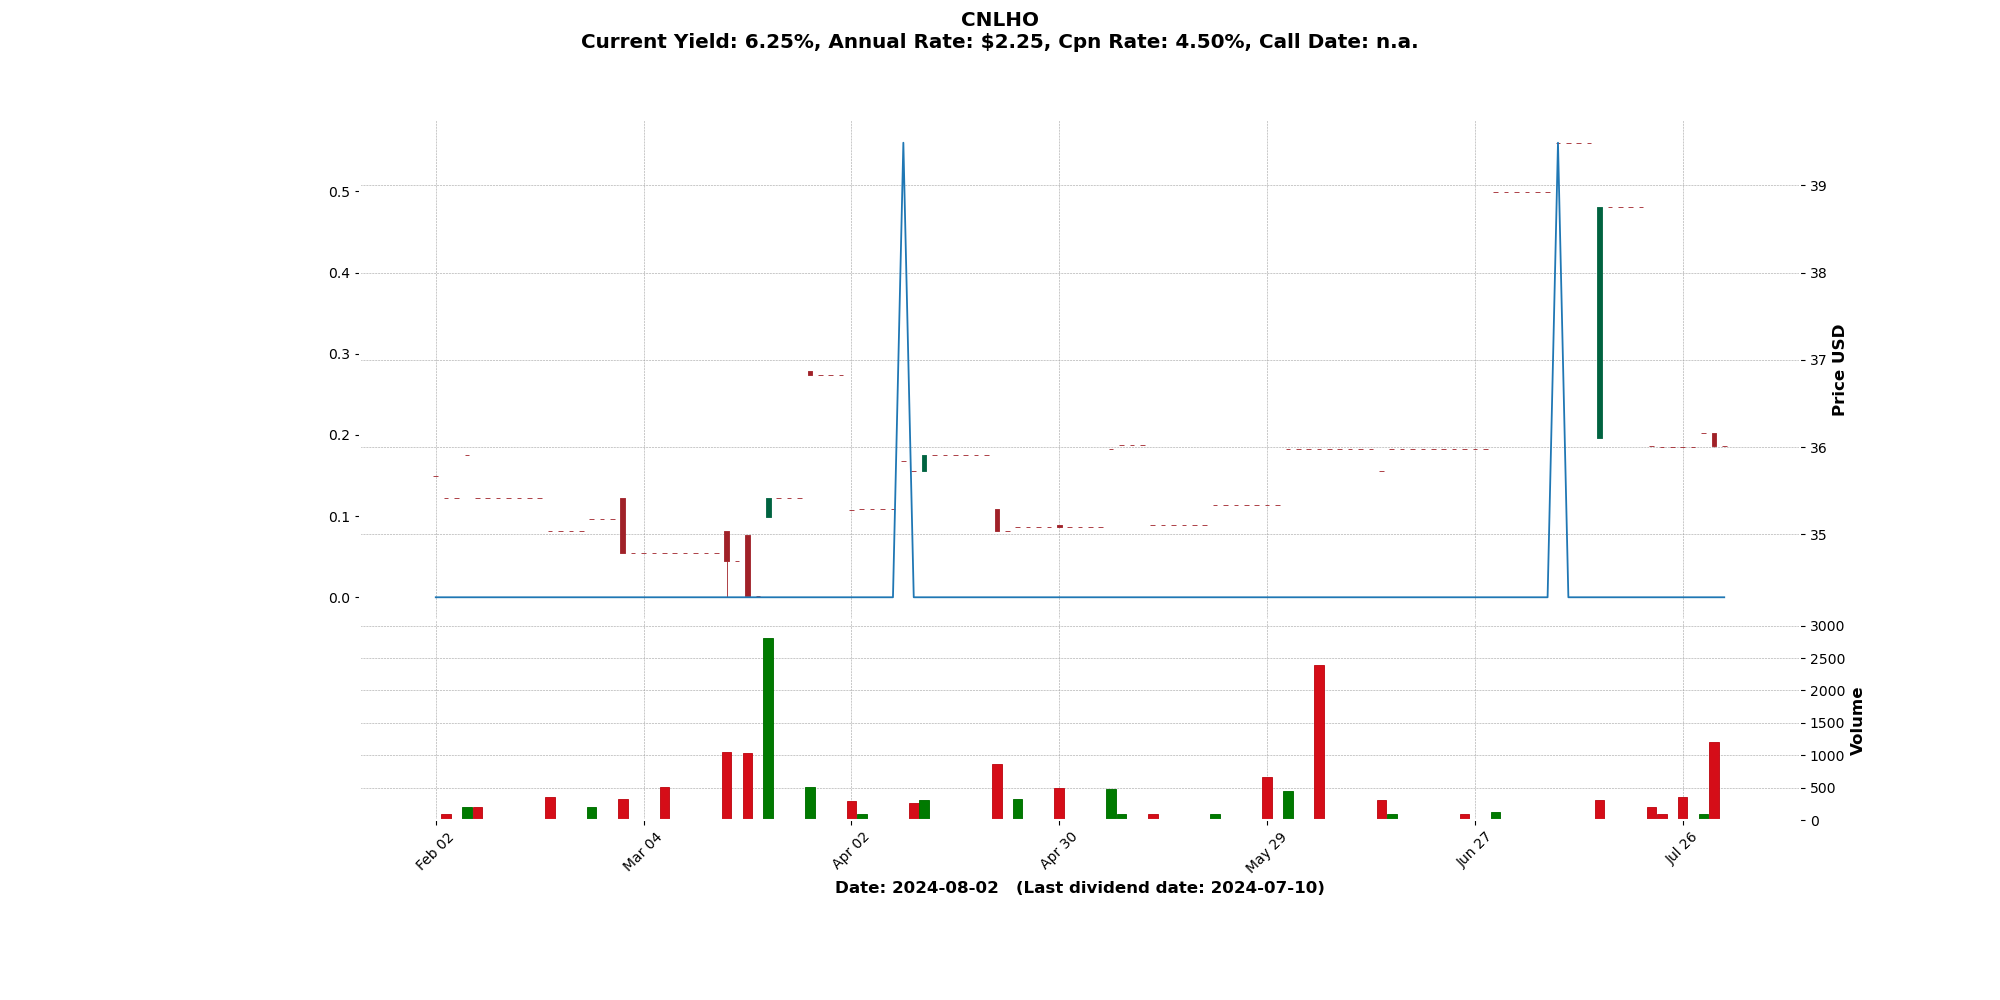 CNLHO
Current Yield: 6.25%, Annual Rate: $2.25, Cpn Rate: 4.50%, Call Date: n.a.
0.5
0.4
0.3
0.2
0.1
0.0
39
38
37
36
35
Price USD
3000
2500
2000
1500
1000
500
0
Volume
Feb 02
Mar 04
Apr 02
Apr 30
May 29
Jun 27
Jul 26
Date: 2024-08-02 (Last dividend date: 2024-07-10)